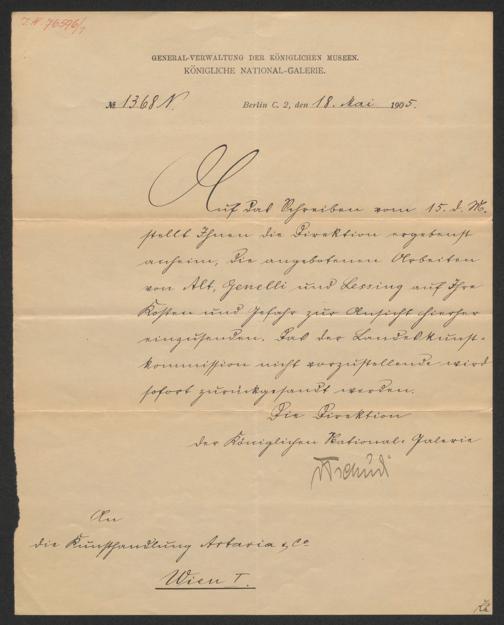 I.N. 76596/1
GENERAL-VERWALTUNG DER KÖNIGLICHEN MUSEEN.
KÖNIGLICHE NATIONAL-GALERIE.
№ 1368 N.
Berlin C. 2, den 18. Mai 1905.
Auf das Schreiben vom 15. d. M.
stellt Ihnen die Direktion ergebenst
anheim, die angebotenen Arbeiten
von Alt, Genelli und Lessing auf Ihre
Kosten und Gefahr zur Ansicht hierher
einzusenden. Das der Landeskunst-
kommission nicht vorzustellende wird
sofort zurückgesandt werden.
Die Direktion
der Königlichen National-Galerie
Tschudi
An
die Kunsthandlung Artaria & Co
Wien I.